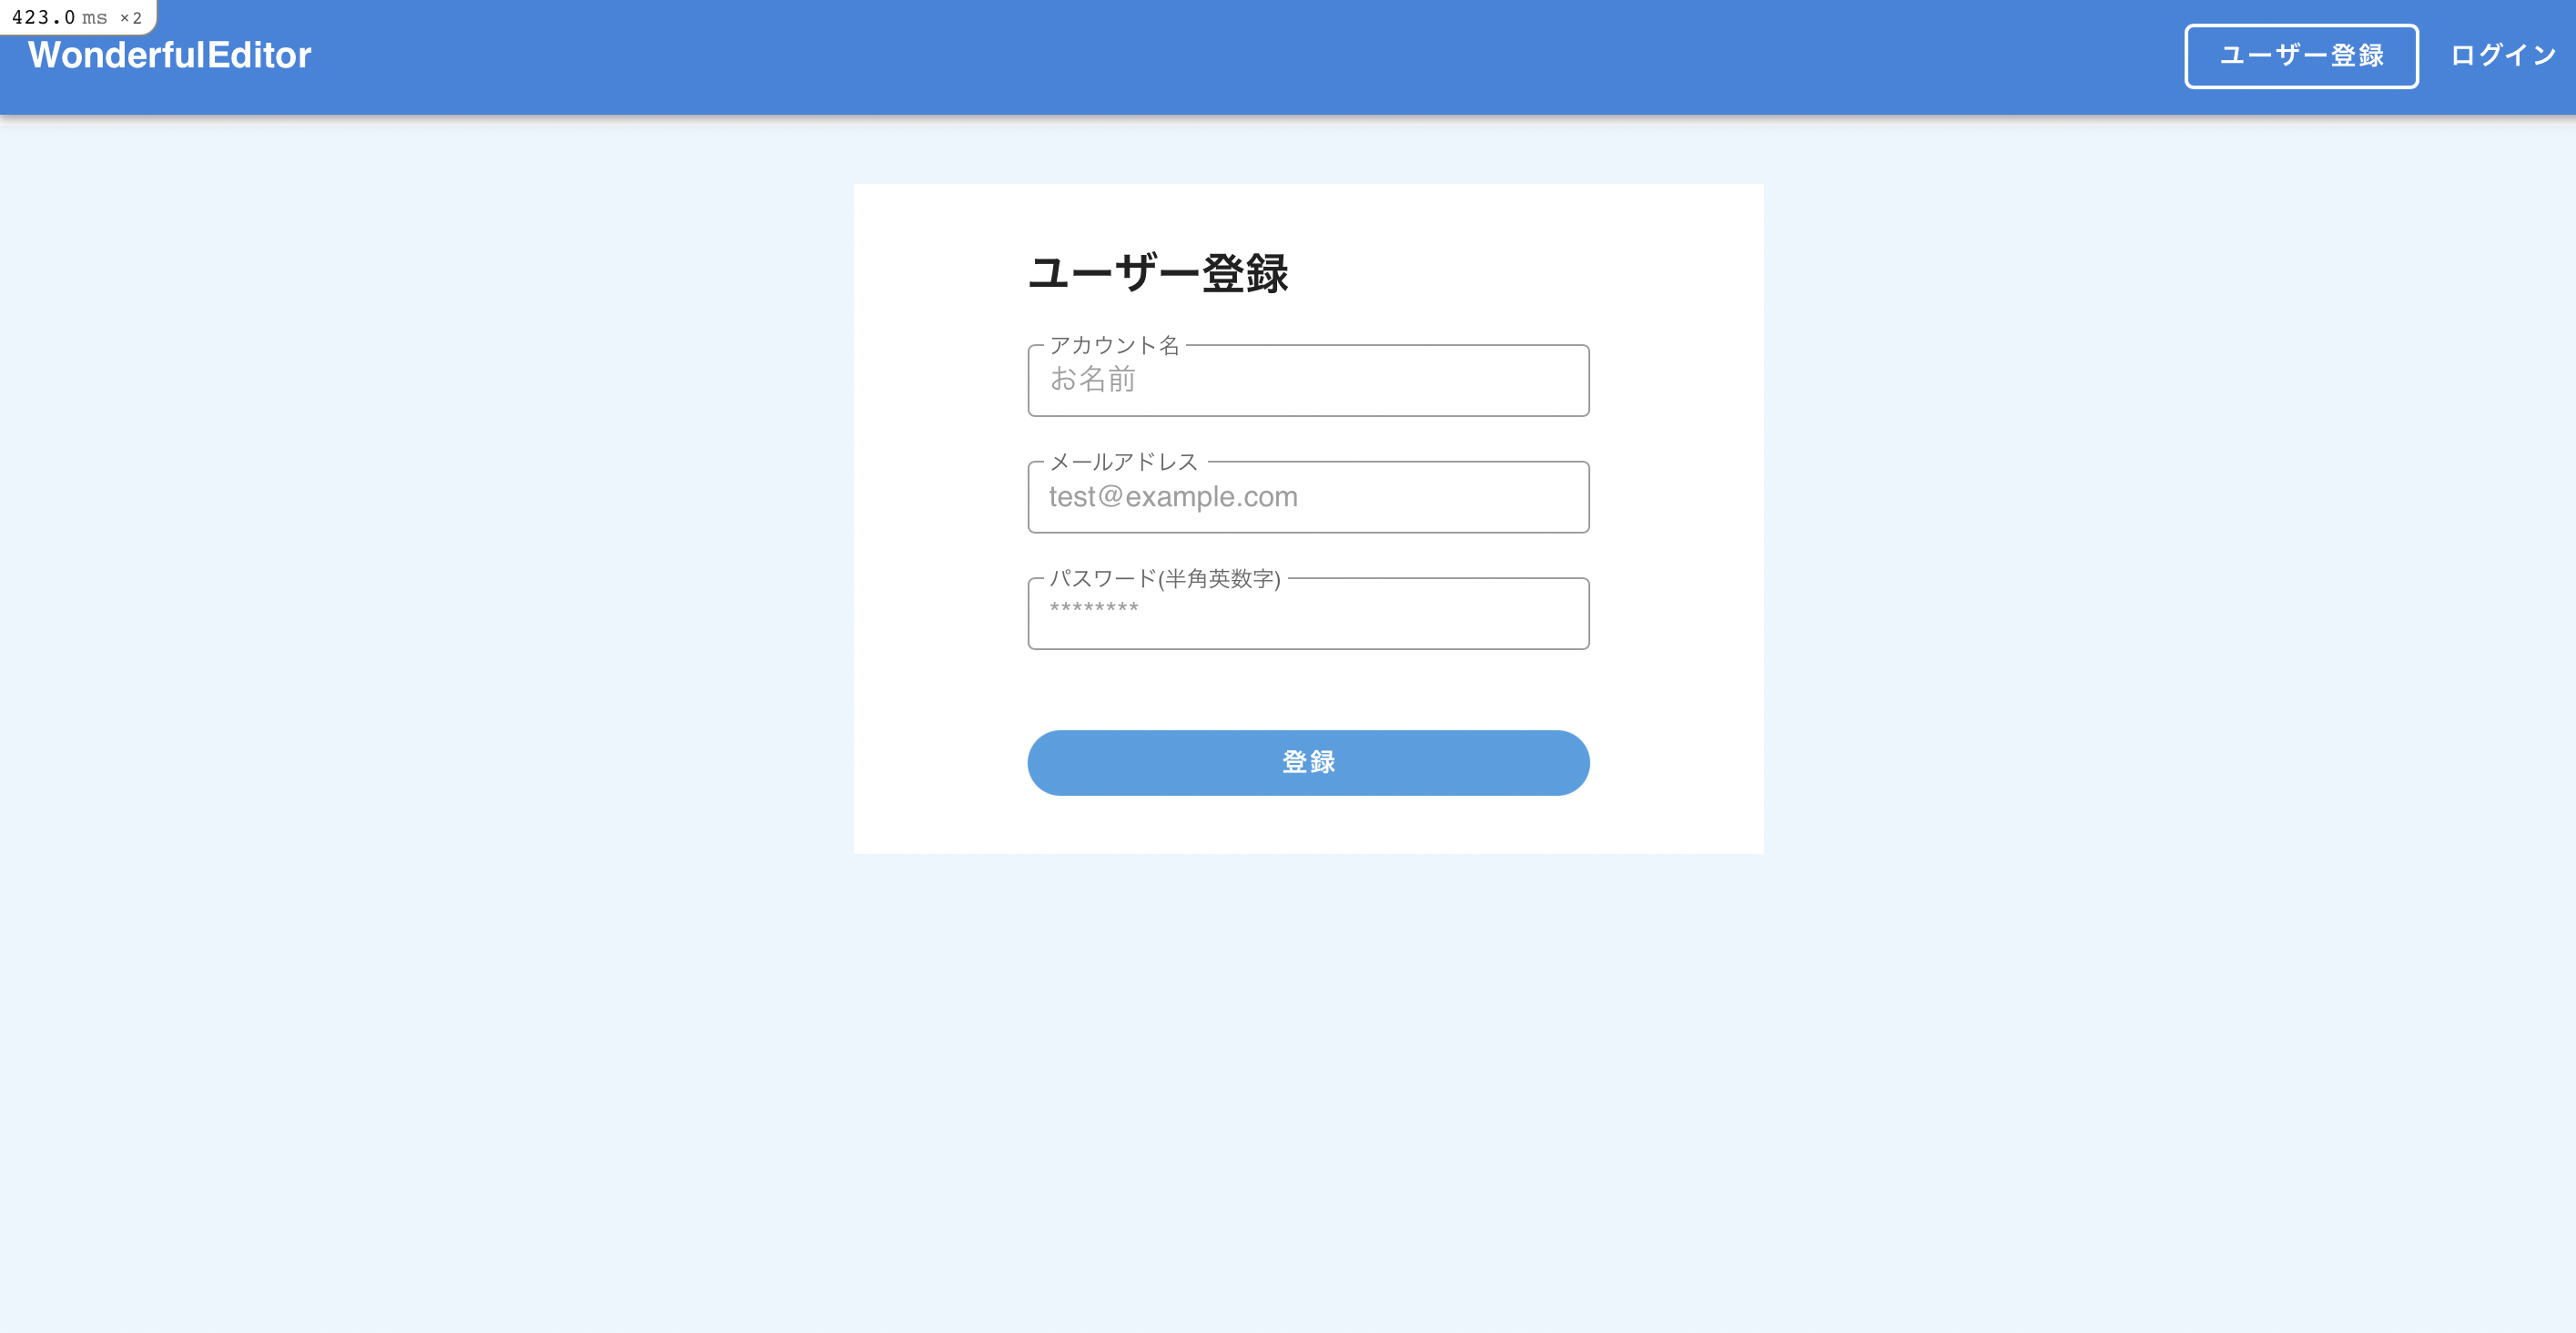 423.0 ms ×2
WonderfulEditor
ユーザー登録
ログイン
ユーザー登録
アカウント名
お名前
メールアドレス
test@example.com
パスワード(半角英数字)
********
登録